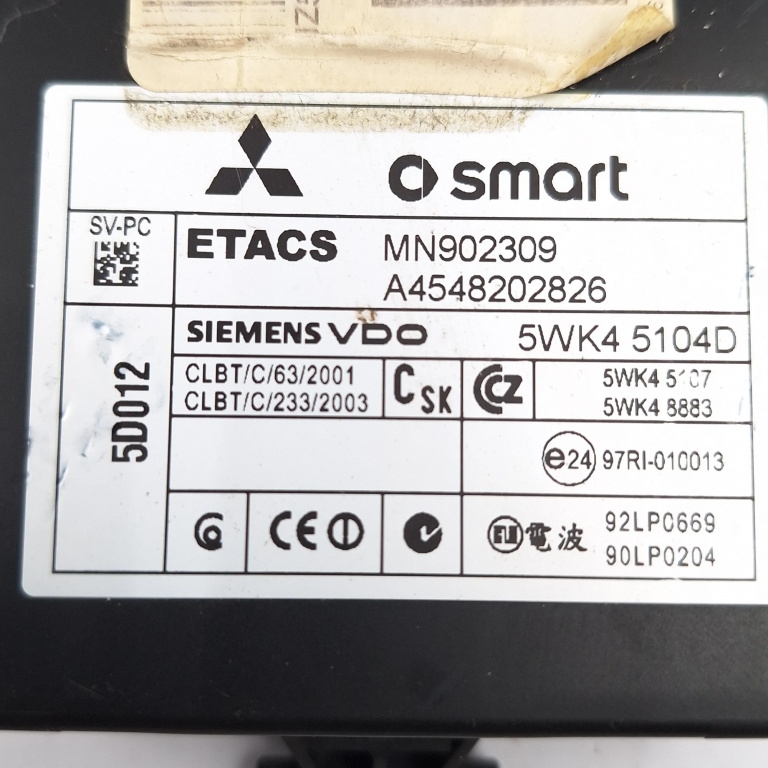 smart
SV-PC
ETACS MN902309
A4548202826
SIEMENS VDO 5WK4 5104D
5D012
CLBT/C/63/2001
CLBT/C/233/2003
CSK
CCZ
5WK4 8883
e24 97RI-010013
CE
電波
92LP0669
90LP0204